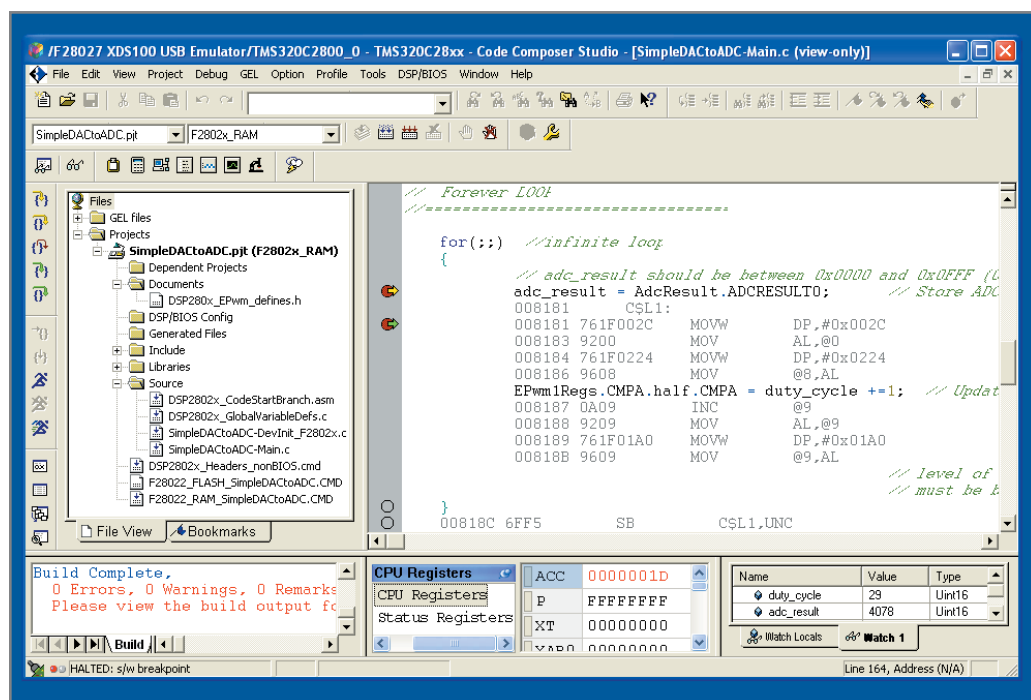 /F28027 XDS100 USB Emulator/TMS320C2800_0 - TMS320C28xx - Code Composer Studio - [SimpleDACtoADC-Main.c (view-only)]
File Edit View Project Debug GEL Option Profile Tools DSP/BIOS Window Help
SimpleDACtoADC.pjt F2802x_RAM
Files
GEL files
Projects
SimpleDACtoADC.pjt (F2802x_RAM)
Dependent Projects
Documents
DSP280x_EPwm_defines.h
DSP/BIOS Config
Generated Files
Include
Libraries
Source
DSP2802x_CodeStartBranch.asm
DSP2802x_GlobalVariableDefs.c
SimpleDACtoADC-DevInit_F2802x.c
SimpleDACtoADC-Main.c
DSP2802x_Headers_nonBIOS.cmd
F28022_FLASH_SimpleDACtoADC.CMD
F28022_RAM_SimpleDACtoADC.CMD
File View Bookmarks
// Forever LOOP
//===================================
for(;;) //infinite loop
{
// adc_result should be between 0x0000 and 0x0FFF (
adc_result = AdcResult.ADCRESULT0; // Store ADC
008181 C$L1:
008181 761F002C MOVW DP,#0x002C
008183 9200 MOV AL,@0
008184 761F0224 MOVW DP,#0x0224
008186 9608 MOV @8,AL
EPwm1Regs.CMPA.half.CMPA = duty_cycle +=1; // Updat
008187 0A09 INC @9
008188 9209 MOV AL,@9
008189 761F01A0 MOVW DP,#0x01A0
00818B 9609 MOV @9,AL
// level of
// must be b
}
00818C 6FF5 SB C$L1,UNC
Build Complete,
0 Errors, 0 Warnings, 0 Remarks
Please view the build output fo
Build
CPU Registers
CPU Registers
Status Registers
ACC 0000001D
P FFFFFFFF
XT 00000000
XAR0 00000000
Name Value Type
duty_cycle 29 Uint16
adc_result 4078 Uint16
Watch Locals Watch 1
HALTED: s/w breakpoint
Line 164, Address (N/A)